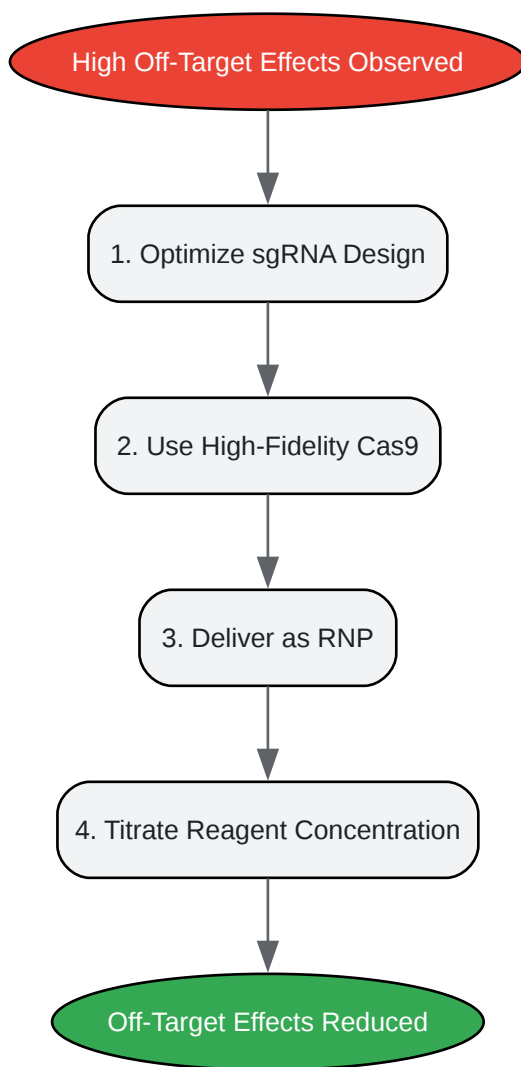 High Off-Target Effects Observed
1. Optimize sgRNA Design
2. Use High-Fidelity Cas9
3. Deliver as RNP
4. Titrate Reagent Concentration
Off-Target Effects Reduced